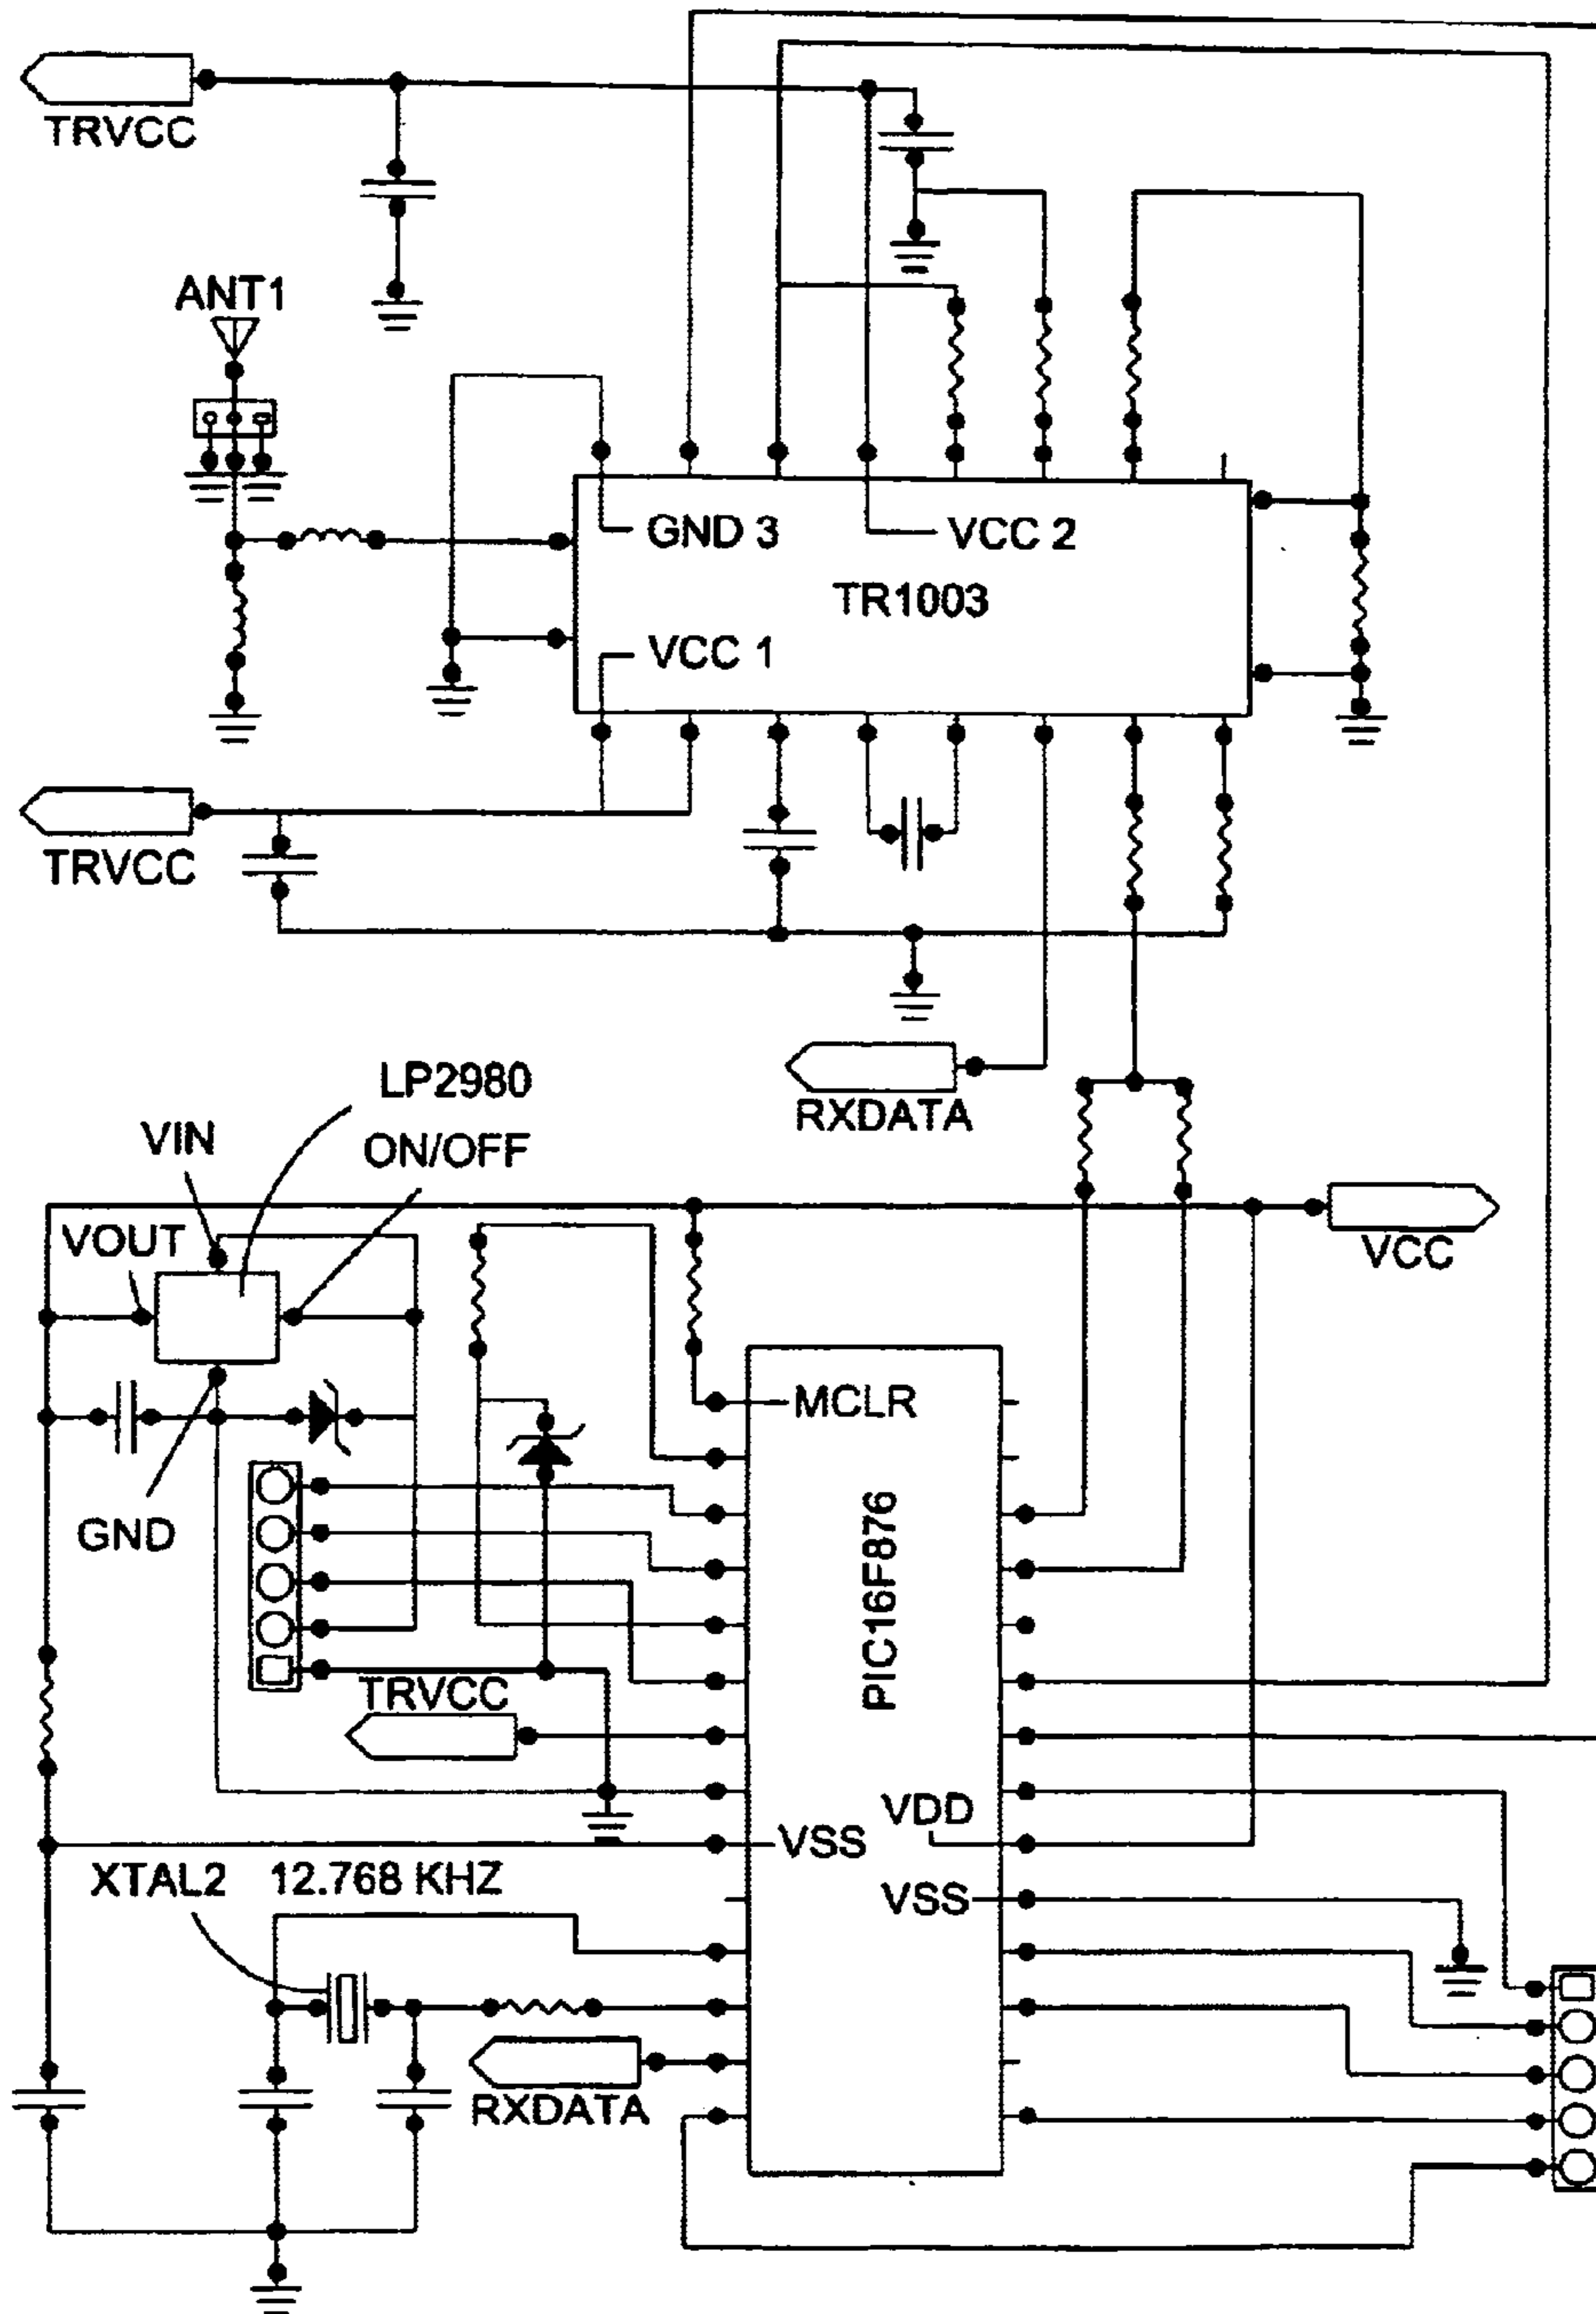 TRVCC
ANT1
GND 3
VCC 2
TR1003
VCC 1
TRVCC
RXDATA
LP2980
VIN
ON/OFF
VOUT
VCC
MCLR
GND
PIC16F876
TRVCC
VDD
VSS
XTAL2 12.768 KHZ
VSS
RXDATA